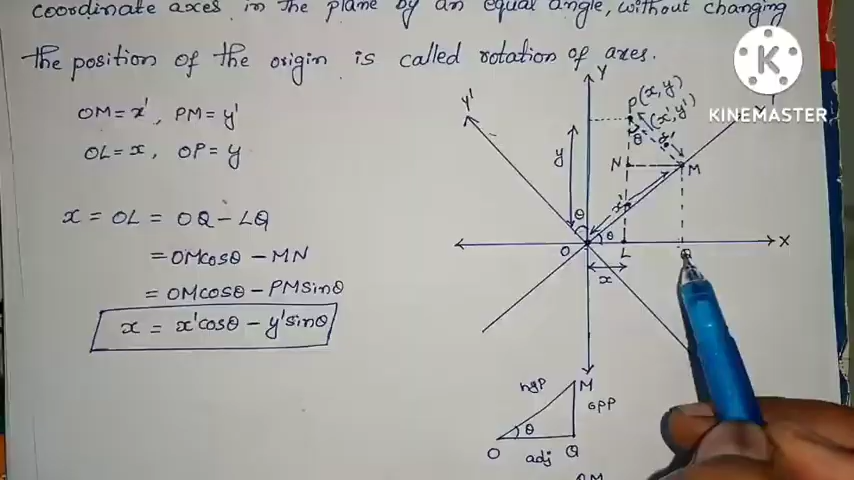 coordinate axes in the plane by an equal angle, without changing
the position of the origin is called rotation of axes.
OM = x', PM = y'
OL = x, OP = y
x = OL = OQ - LQ
= OMcosθ - MN
= OMcosθ - PMsinθ
x = x'cosθ - y'sinθ
K
KINEMASTER
Y
Y'
P(x,y)
(x',y')
θ
y'
y
N
M
x'
θ
θ
O
L
X
x
hyp
M
opp
θ
O
adj
Q